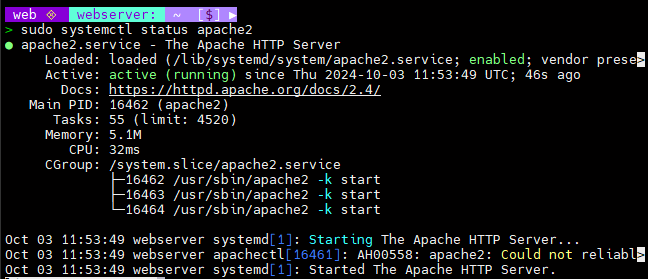 web webserver: ~ [$]
> sudo systemctl status apache2
● apache2.service - The Apache HTTP Server
Loaded: loaded (/lib/systemd/system/apache2.service; enabled; vendor prese>
Active: active (running) since Thu 2024-10-03 11:53:49 UTC; 46s ago
Docs: https://httpd.apache.org/docs/2.4/
Main PID: 16462 (apache2)
Tasks: 55 (limit: 4520)
Memory: 5.1M
CPU: 32ms
CGroup: /system.slice/apache2.service
├─16462 /usr/sbin/apache2 -k start
├─16463 /usr/sbin/apache2 -k start
└─16464 /usr/sbin/apache2 -k start
Oct 03 11:53:49 webserver systemd[1]: Starting The Apache HTTP Server...
Oct 03 11:53:49 webserver apachectl[16461]: AH00558: apache2: Could not reliabl>
Oct 03 11:53:49 webserver systemd[1]: Started The Apache HTTP Server.